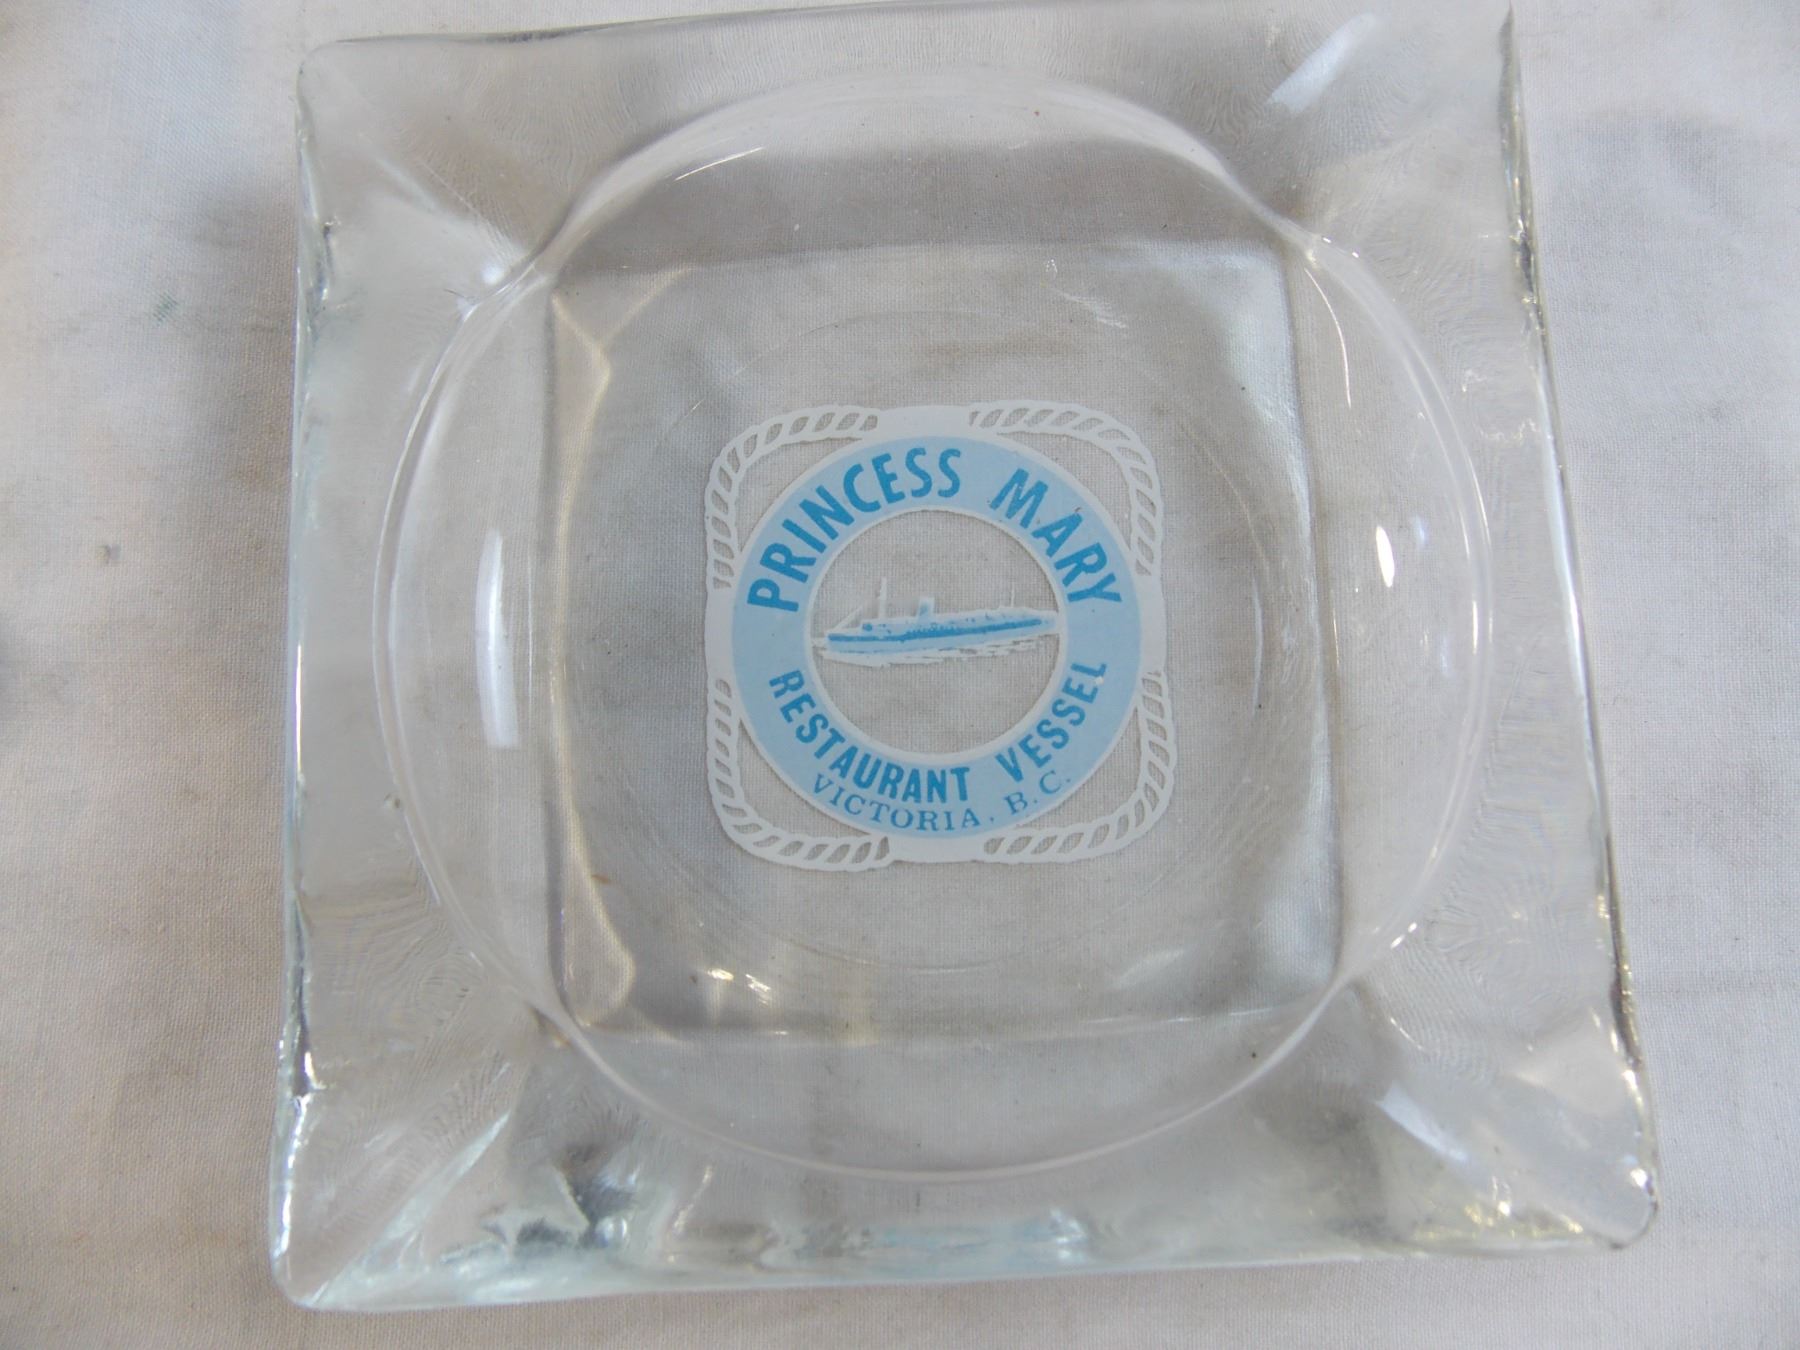 PRINCESS MARY
RESTAURANT VESSEL
VICTORIA. B.C.